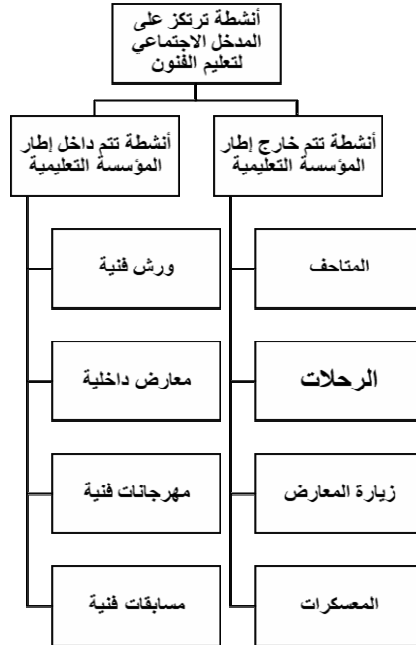 أنشطة ترتكز على
المدخل الاجتماعي
لتعليم الفنون
أنشطة تتم خارج إطار
المؤسسة التعليمية
المتاحف
الرحلات
زيارة المعارض
المعسكرات
أنشطة تتم داخل إطار
المؤسسة التعليمية
ورش فنية
معارض داخلية
مهرجانات فنية
مسابقات فنية